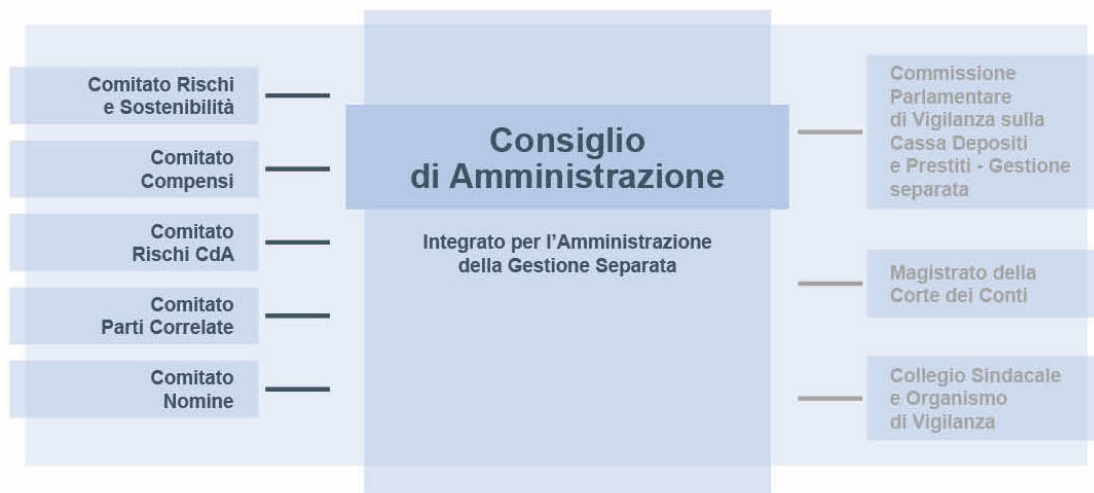 Comitato Rischi
e Sostenibilità
Comitato
Compensi
Comitato
Rischi CdA
Comitato
Parti Correlate
Comitato
Nomine
Consiglio
di Amministrazione
Integrato per l'Amministrazione
della Gestione Separata
Commissione
Parlamentare
di Vigilanza sulla
Cassa Depositi
e Prestiti - Gestione
separata
Magistrato della
Corte dei Conti
Collegio Sindacale
e Organismo
di Vigilanza